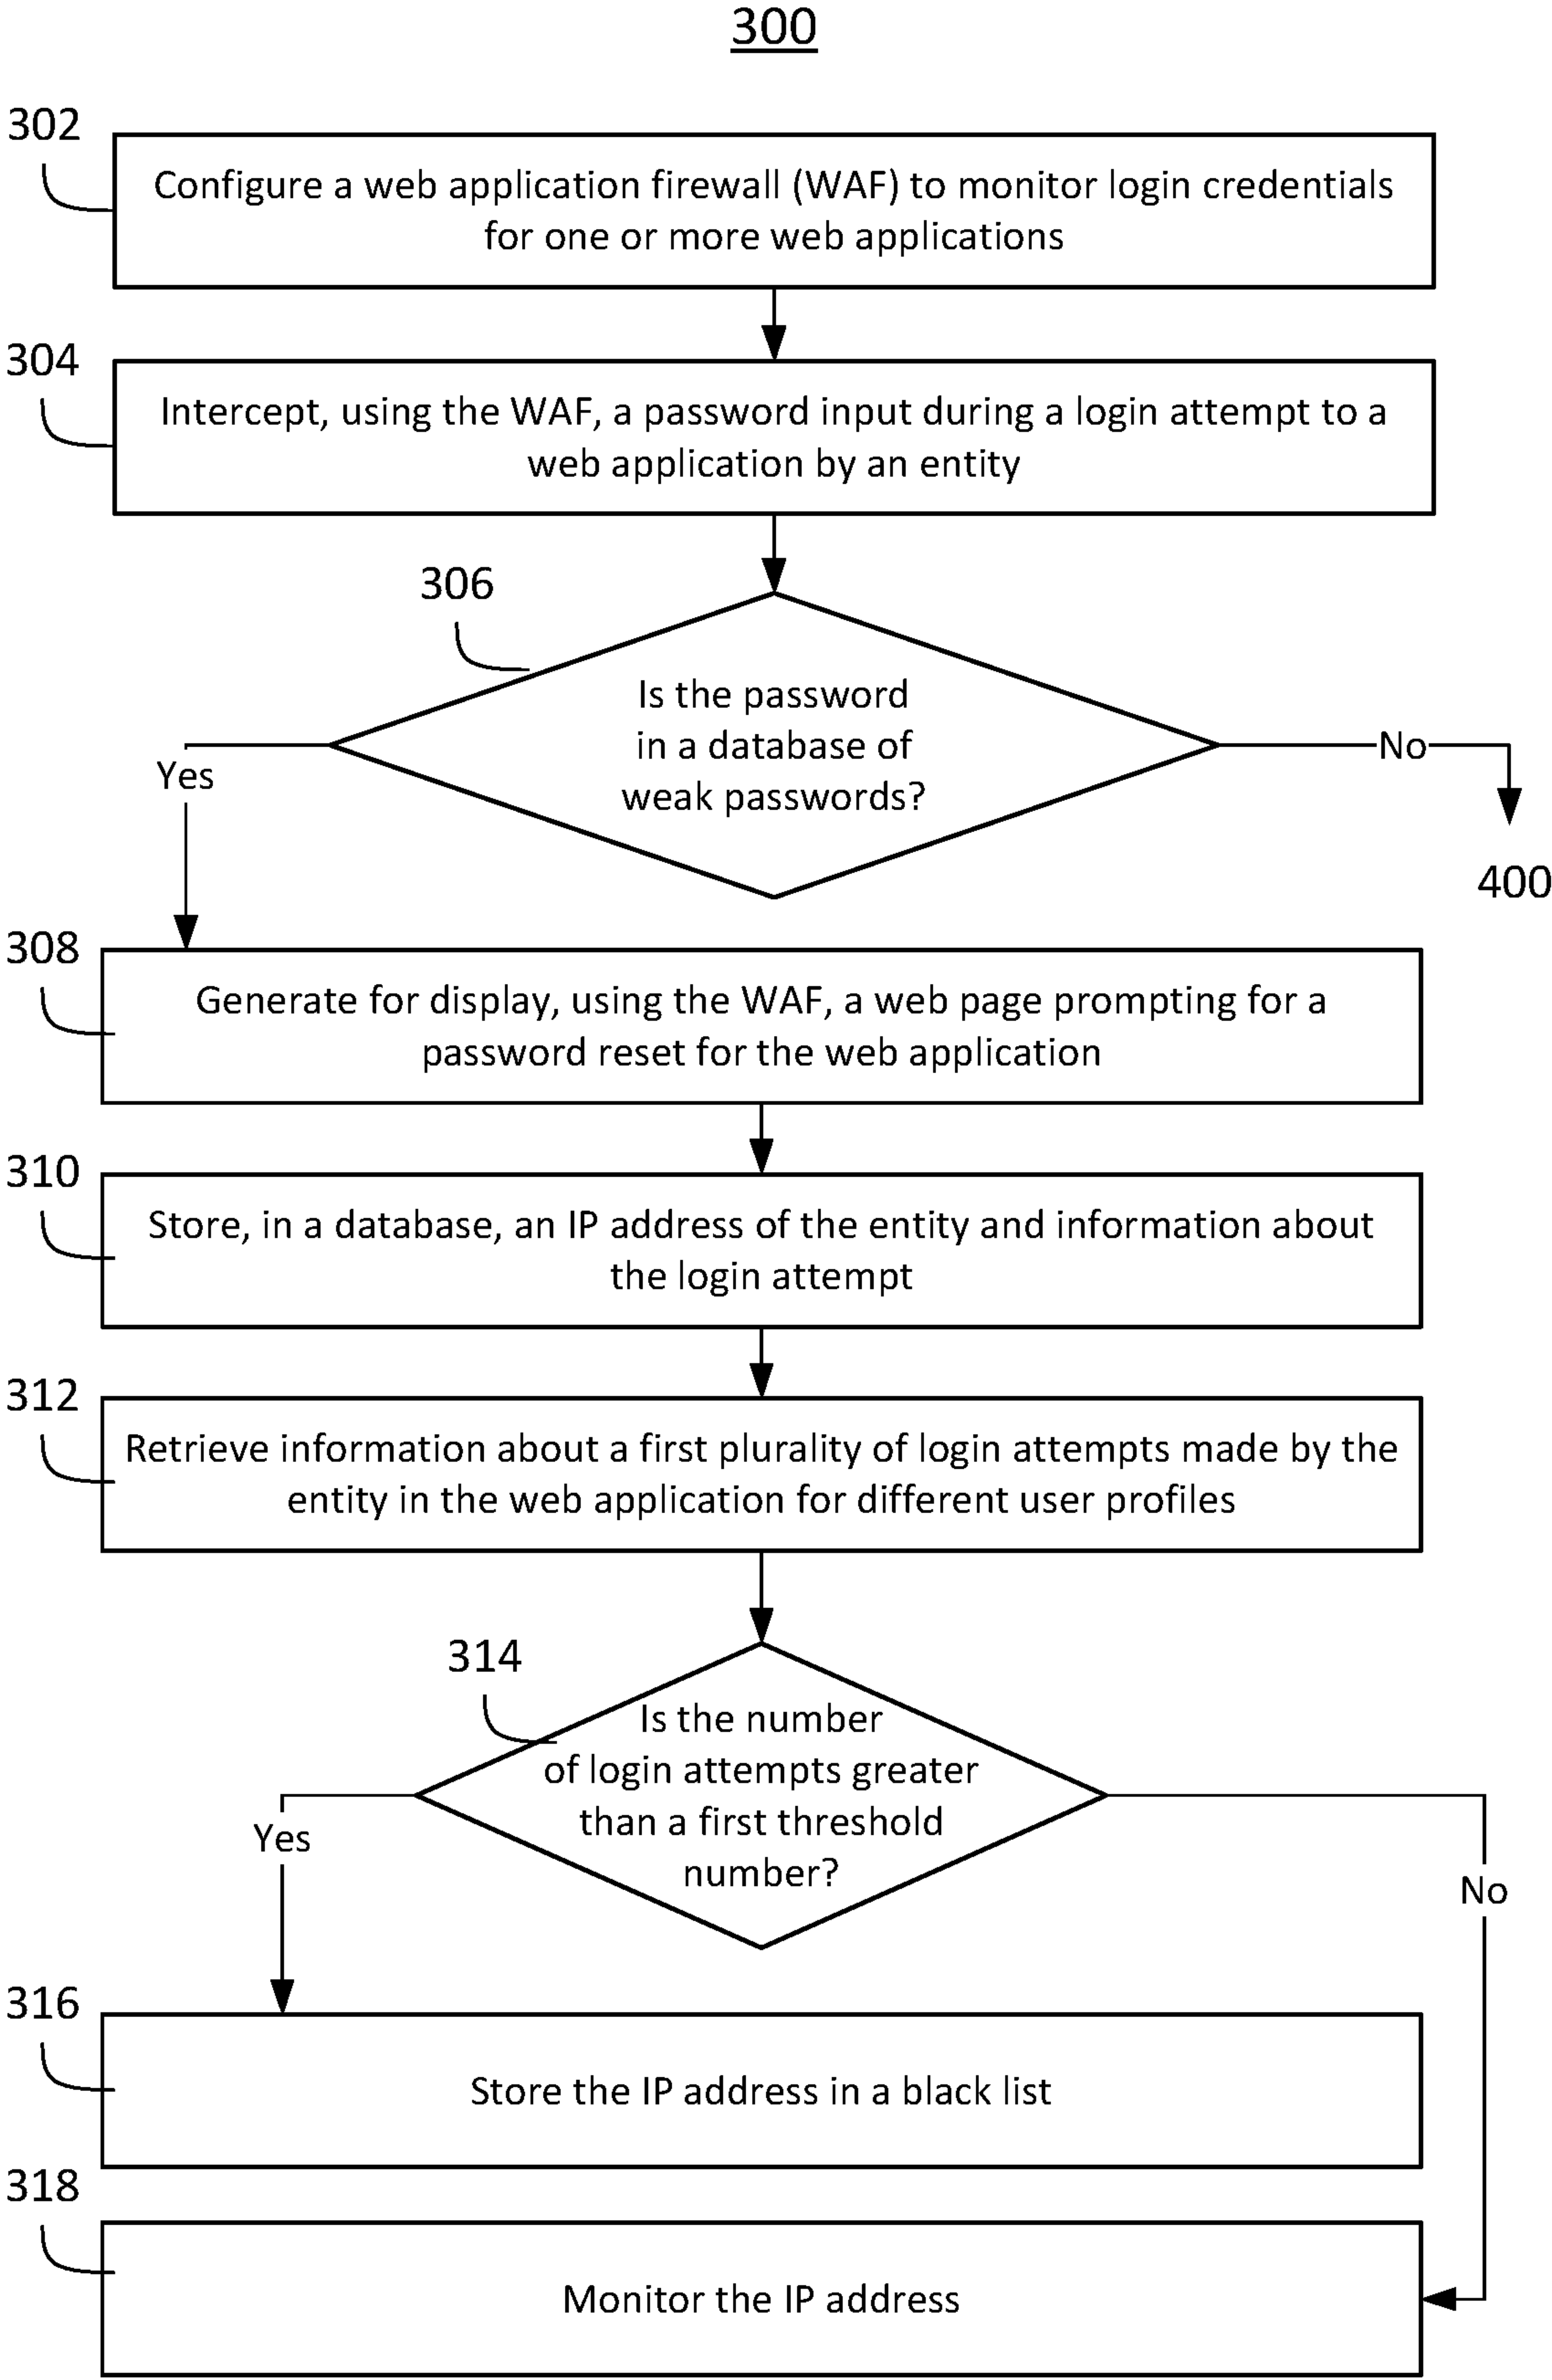 300
302
Configure a web application firewall (WAF) to monitor login credentials
for one or more web applications
304
Intercept, using the WAF, a password input during a login attempt to a
web application by an entity
306
Is the password
in a database of
weak passwords?
Yes
No
400
308
Generate for display, using the WAF, a web page prompting for a
password reset for the web application
310
Store, in a database, an IP address of the entity and information about
the login attempt
312
Retrieve information about a first plurality of login attempts made by the
entity in the web application for different user profiles
314
Is the number
of login attempts greater
than a first threshold
number?
Yes
No
316
Store the IP address in a black list
318
Monitor the IP address